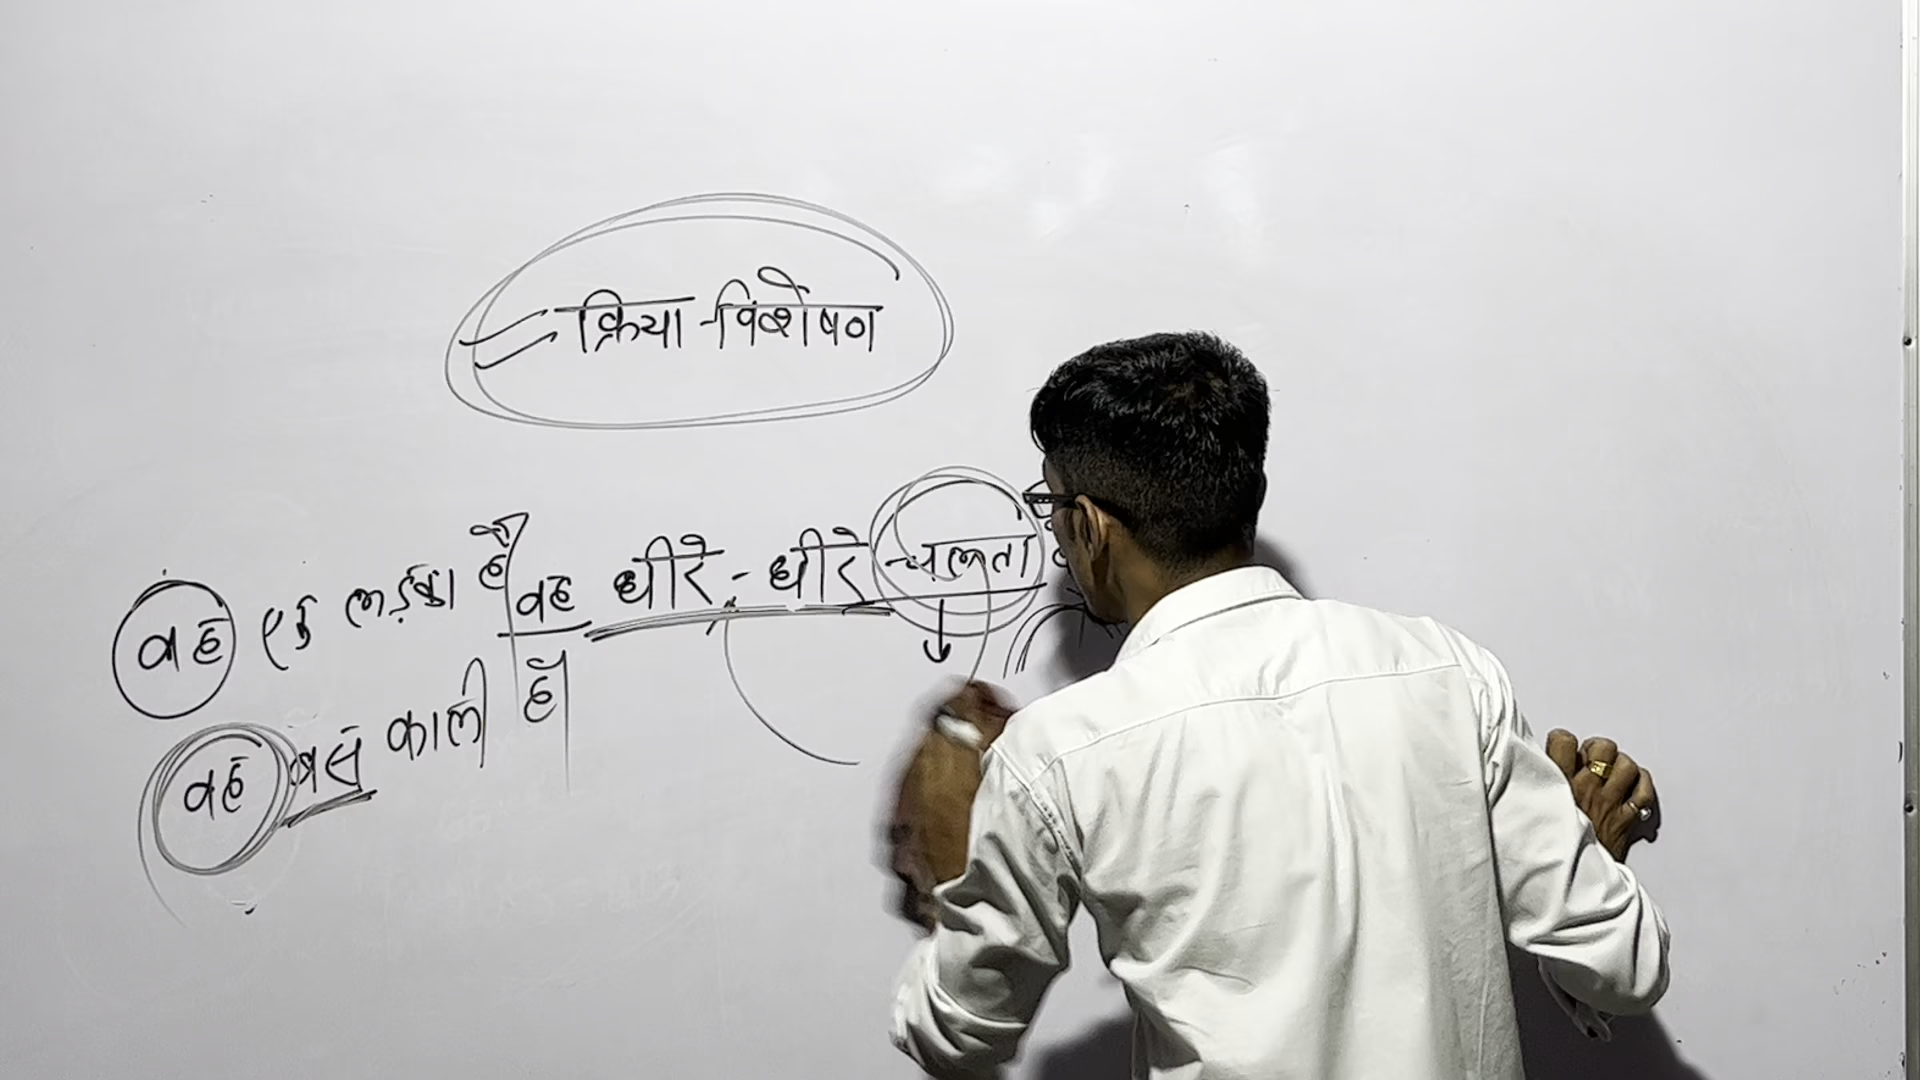 क्रिया-विशेषण
वह एक लड़का है
वह धीरे-धीरे चलता
वह बस काली है।